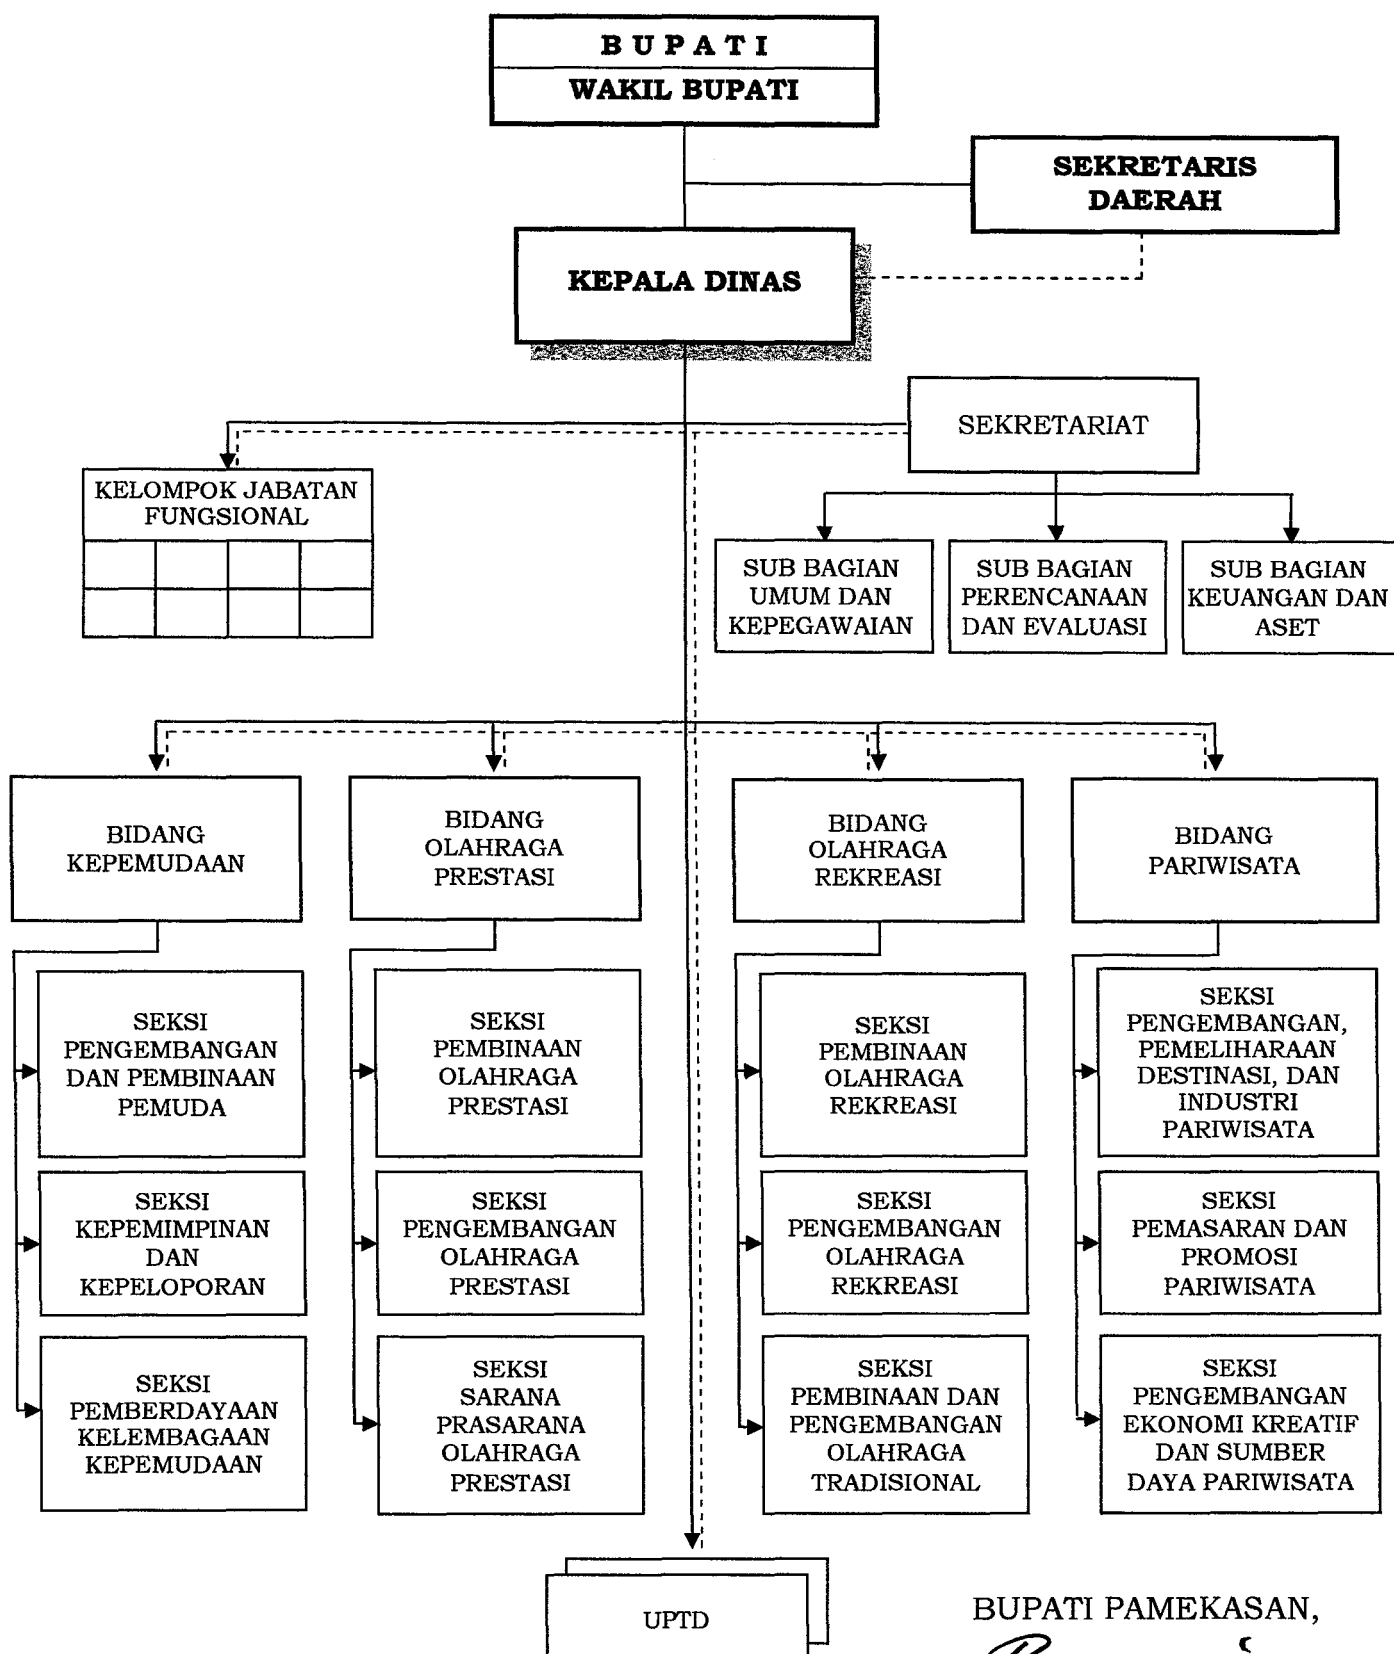 B U P A T I
WAKIL BUPATI
SEKRETARIS
DAERAH
KEPALA DINAS
SEKRETARIAT
KELOMPOK JABATAN
FUNGSIONAL
SUB BAGIAN
UMUM DAN
KEPEGAWAIAN
SUB BAGIAN
PERENCANAAN
DAN EVALUASI
SUB BAGIAN
KEUANGAN DAN
ASET
BIDANG
KEPEMUDAAN
BIDANG
OLAHRAGA
PRESTASI
BIDANG
OLAHRAGA
REKREASI
BIDANG
PARIWISATA
SEKSI
PENGEMBANGAN
DAN PEMBINAAN
PEMUDA
SEKSI
PEMBINAAN
OLAHRAGA
PRESTASI
SEKSI
PEMBINAAN
OLAHRAGA
REKREASI
SEKSI
PENGEMBANGAN,
PEMELIHARAAN
DESTINASI, DAN
INDUSTRI
PARIWISATA
SEKSI
KEPEMIMPINAN
DAN
KEPELOPORAN
SEKSI
PENGEMBANGAN
OLAHRAGA
PRESTASI
SEKSI
PENGEMBANGAN
OLAHRAGA
REKREASI
SEKSI
PEMASARAN DAN
PROMOSI
PARIWISATA
SEKSI
PEMBERDAYAAN
KELEMBAGAAN
KEPEMUDAAN
SEKSI
SARANA
PRASARANA
OLAHRAGA
PRESTASI
SEKSI
PEMBINAAN DAN
PENGEMBANGAN
OLAHRAGA
TRADISIONAL
SEKSI
PENGEMBANGAN
EKONOMI KREATIF
DAN SUMBER
DAYA PARIWISATA
UPTD
BUPATI PAMEKASAN,